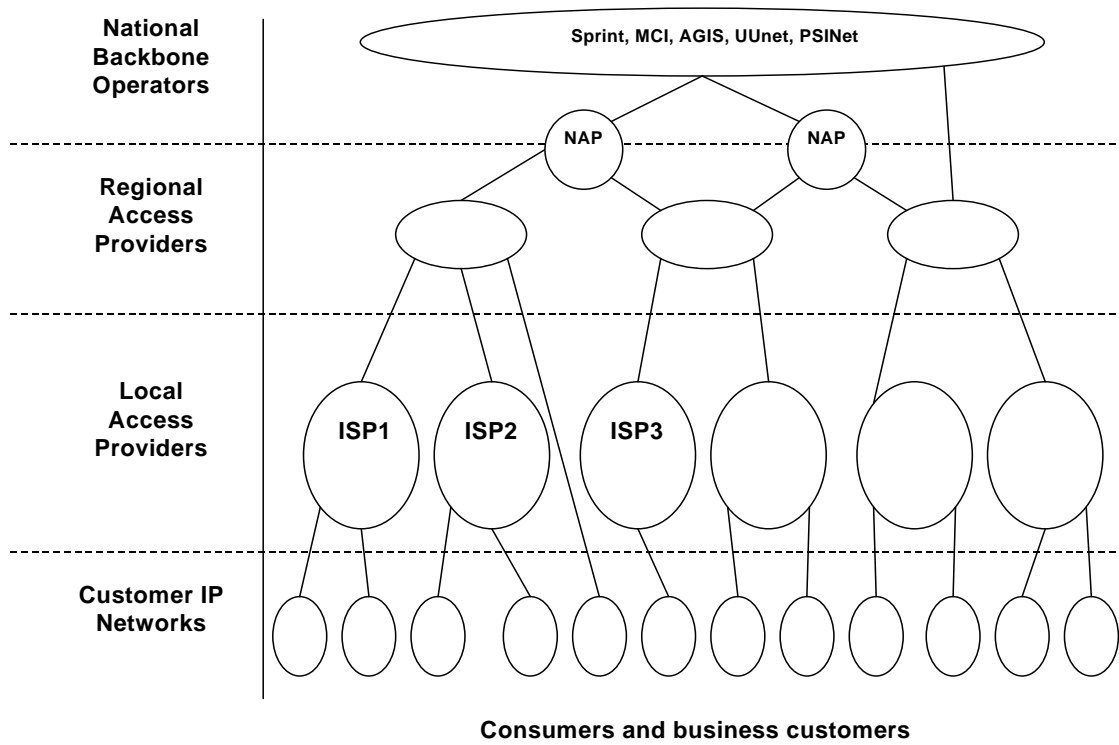 National
Backbone
Operators
Sprint, MCI, AGIS, UUnet, PSINet
NAP
NAP
Regional
Access
Providers
Local
Access
Providers
ISP1
ISP2
ISP3
Customer IP
Networks
Consumers and business customers